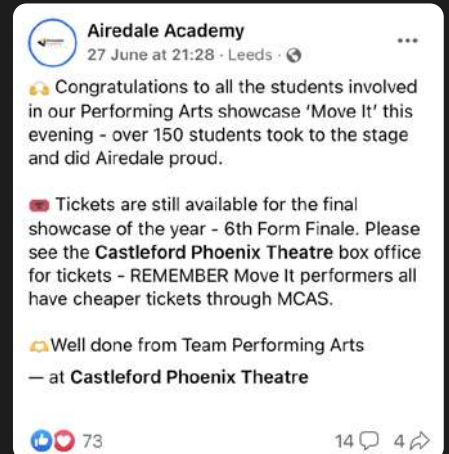 Airedale Academy
27 June at 21:28 · Leeds ·
🙌 Congratulations to all the students involved
in our Performing Arts showcase 'Move It' this
evening - over 150 students took to the stage
and did Airedale proud.
🎟️ Tickets are still available for the final
showcase of the year - 6th Form Finale. Please
see the Castleford Phoenix Theatre box office
for tickets - REMEMBER Move It performers all
have cheaper tickets through MCAS.
🫶Well done from Team Performing Arts
— at Castleford Phoenix Theatre
73 14 4